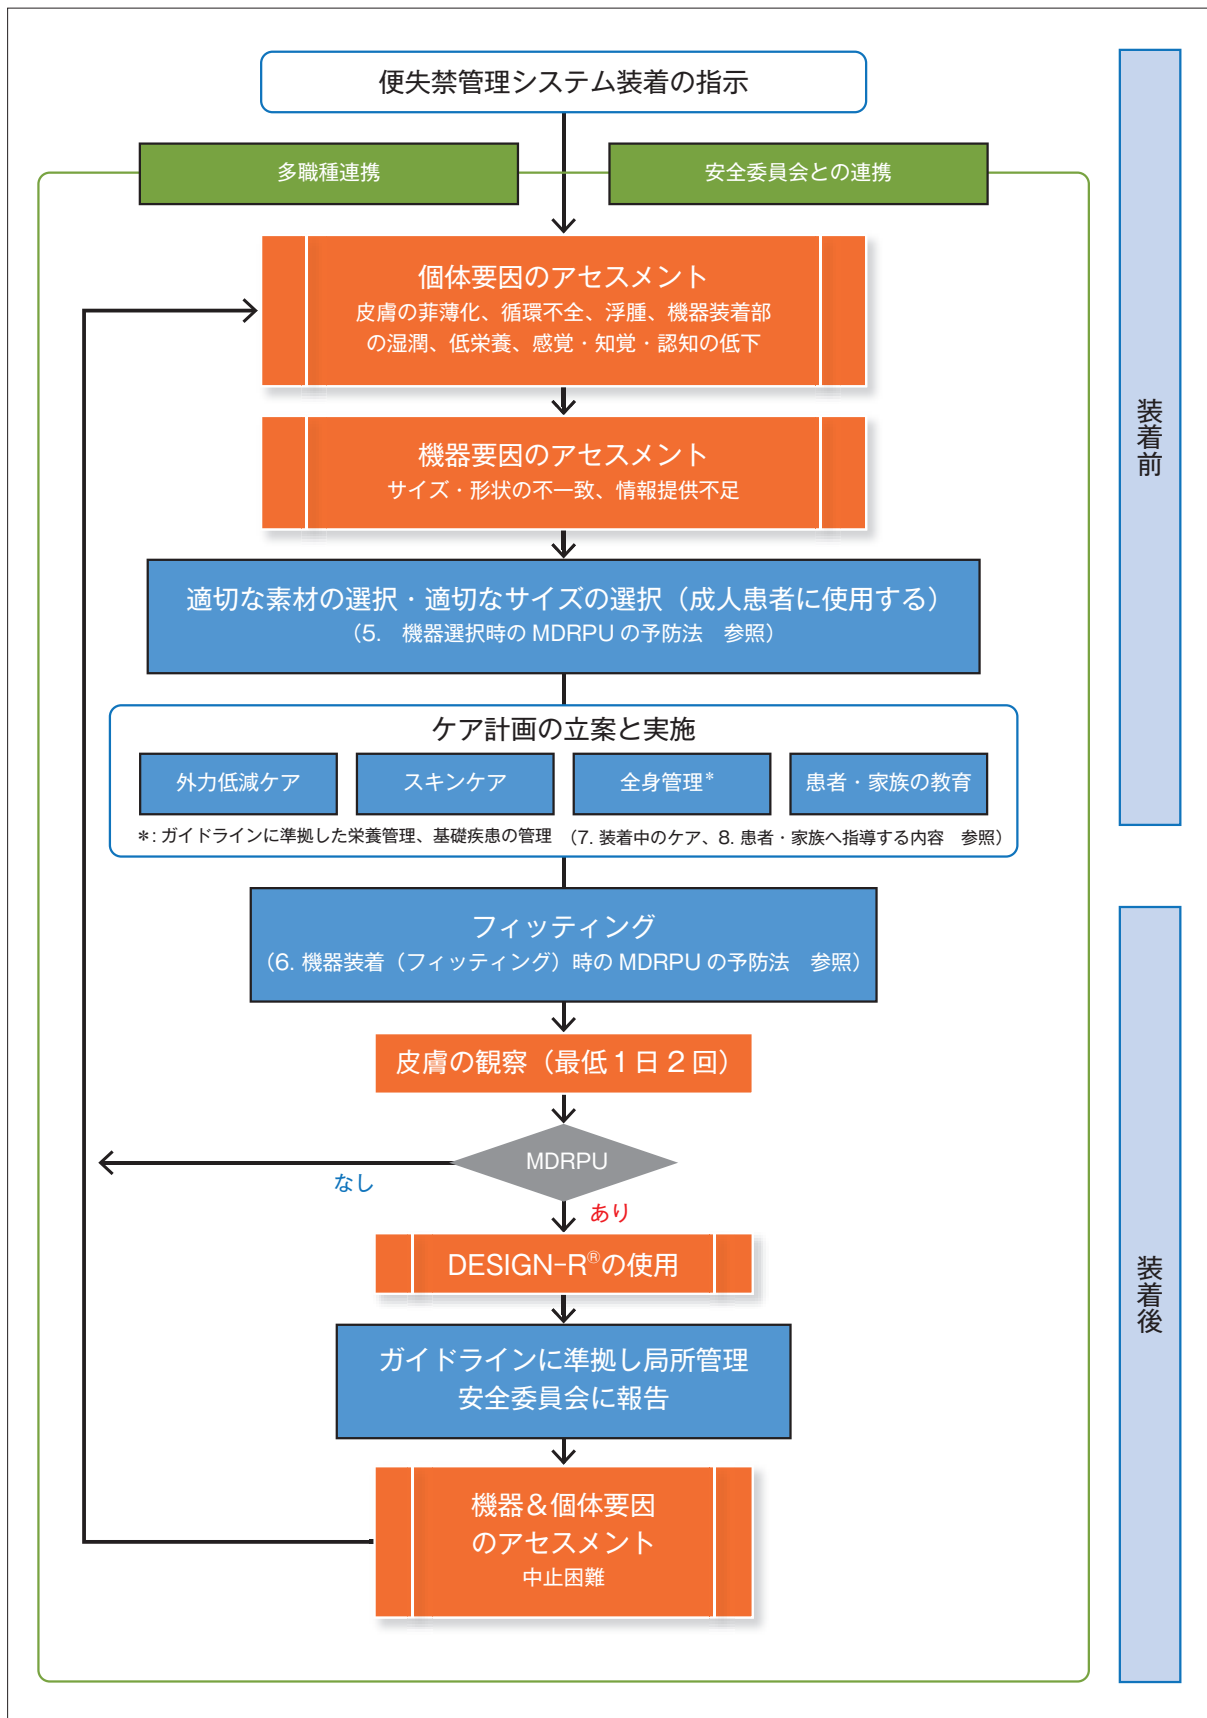 便失禁管理システム装着の指示
多職種連携
安全委員会との連携
個体要因のアセスメント
皮膚の菲薄化、循環不全、浮腫、機器装着部
の湿潤、低栄養、感覚・知覚・認知の低下
機器要因のアセスメント
サイズ・形状の不一致、情報提供不足
適切な素材の選択・適切なサイズの選択（成人患者に使用する）
（5.　機器選択時の MDRPU の予防法　参照）
ケア計画の立案と実施
外力低減ケア
スキンケア
全身管理*
患者・家族の教育
*：ガイドラインに準拠した栄養管理、基礎疾患の管理
（7. 装着中のケア、8. 患者・家族へ指導する内容　参照）
装着前
フィッティング
（6. 機器装着（フィッティング）時の MDRPU の予防法　参照）
皮膚の観察（最低 1 日 2 回）
MDRPU
なし
あり
DESIGN-R®の使用
ガイドラインに準拠し局所管理
安全委員会に報告
機器＆個体要因
のアセスメント
中止困難
装着後